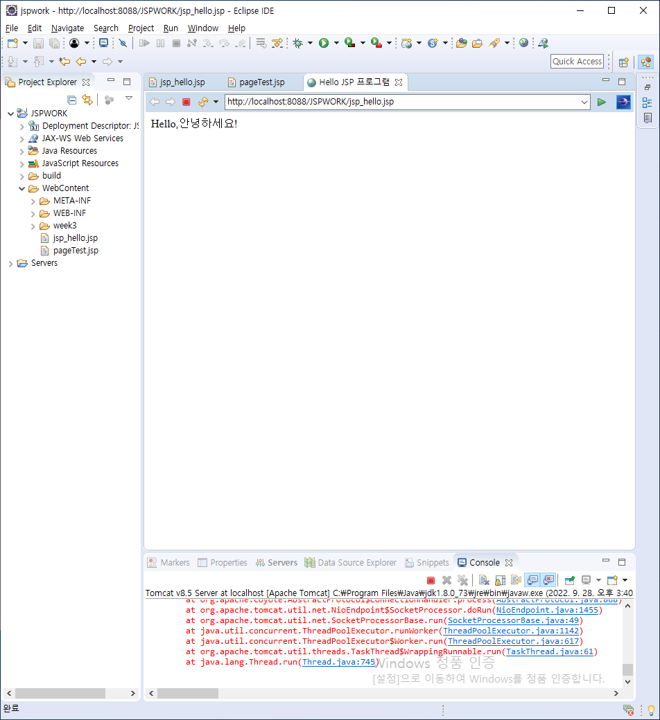 jspwork - http://localhost:8088/JSPWORK/jsp_hello.jsp - Eclipse IDE
File Edit Navigate Search Project Run Window Help
Quick Access
Project Explorer
JSPWORK
Deployment Descriptor: JS
JAX-WS Web Services
Java Resources
JavaScript Resources
build
WebContent
META-INF
WEB-INF
week3
jsp_hello.jsp
pageTest.jsp
Servers
jsp_hello.jsp pageTest.jsp Hello JSP 프로그램
http://localhost:8088/JSPWORK/jsp_hello.jsp
Hello,안녕하세요!
Markers Properties Servers Data Source Explorer Snippets Console
Tomcat v8.5 Server at localhost [Apache Tomcat] C:₩Program Files₩Java₩jdk1.8.0_73₩jre₩bin₩javaw.exe (2022. 9. 28. 오후 3:40
at org.apache.coyote.AbstractProtocol$ConnectionHandler.process(AbstractProtocol.java:868)
at org.apache.tomcat.util.net.NioEndpoint$SocketProcessor.doRun(NioEndpoint.java:1455)
at org.apache.tomcat.util.net.SocketProcessorBase.run(SocketProcessorBase.java:49)
at java.util.concurrent.ThreadPoolExecutor.runWorker(ThreadPoolExecutor.java:1142)
at java.util.concurrent.ThreadPoolExecutor$Worker.run(ThreadPoolExecutor.java:617)
at org.apache.tomcat.util.threads.TaskThread$WrappingRunnable.run(TaskThread.java:61)
at java.lang.Thread.run(Thread.java:745)
Windows 정품 인증
[설정]으로 이동하여 Windows를 정품 인증합니다.
완료